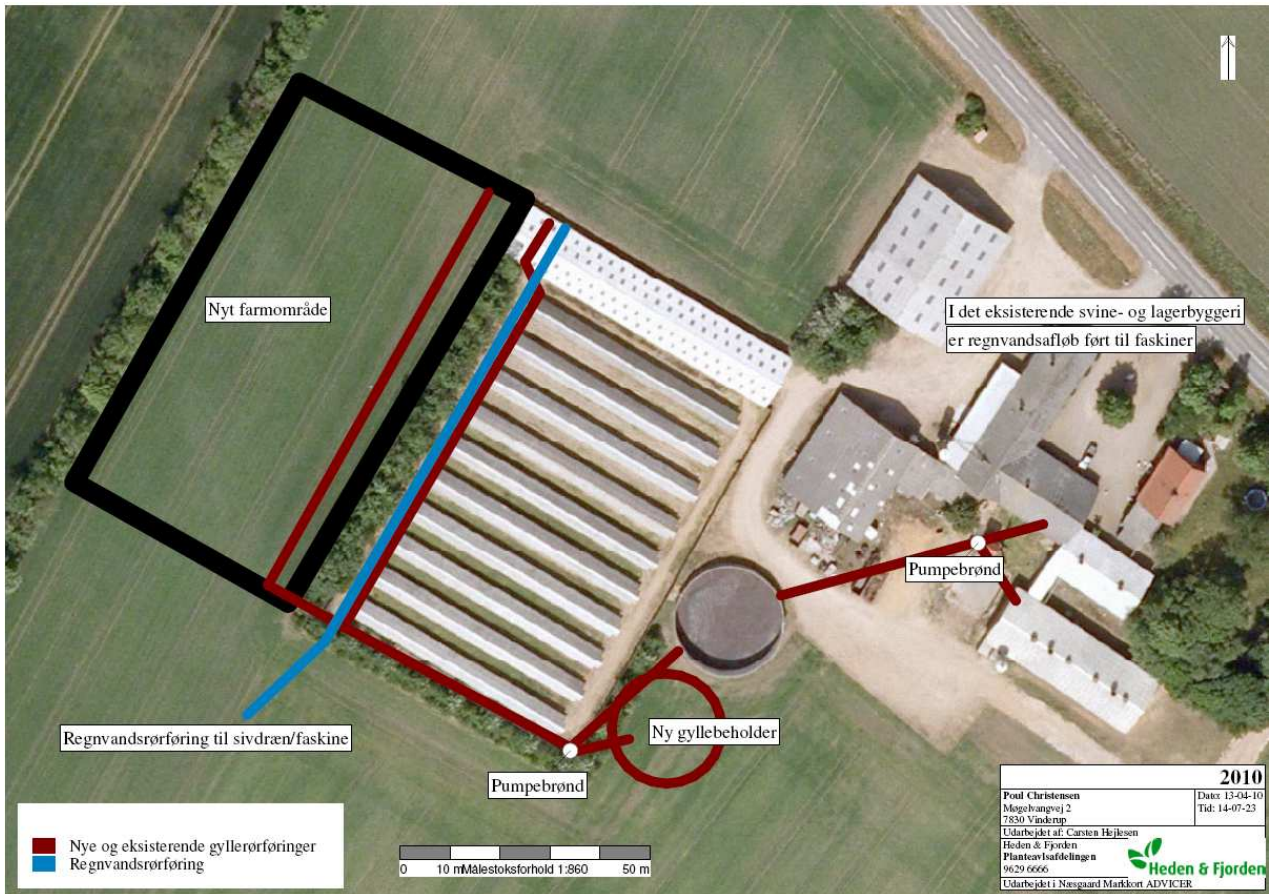 Nyt farmområde
I det eksisterende svine- og lagerbyggeri
er regnvandsafløb ført til faskiner
Pumpebrønd
Ny gyllebeholder
Regnvandsrørføring til sivdræn/faskine
Pumpebrønd
Nye og eksisterende gyllerørføringer
Regnvandsrørføring
0 10 m Målestoksforhold 1:860 50 m
2010
Poul Christensen
Møgelvangvej 2
7830 Vinderup
Dato: 13-04-10
Tid: 14-07-23
Udarbejdet af: Carsten Hejlesen
Heden & Fjorden
Planteavlsafdelingen
9629 6666
Heden & Fjorden
Udarbejdet i Næsgaard Markkort ADVICER